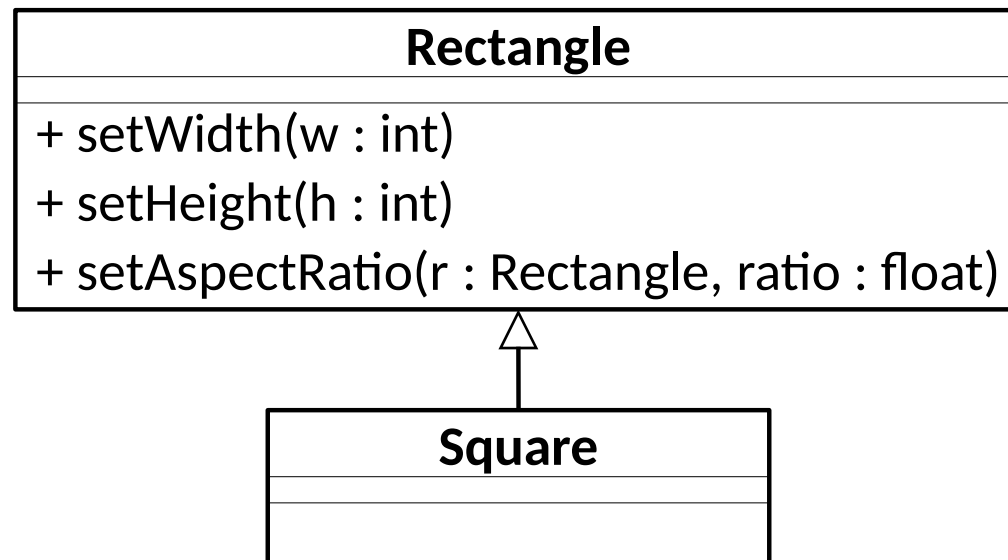 Rectangle
+ setWidth(w : int)
+ setHeight(h : int)
+ setAspectRatio(r : Rectangle, ratio : float)
Square